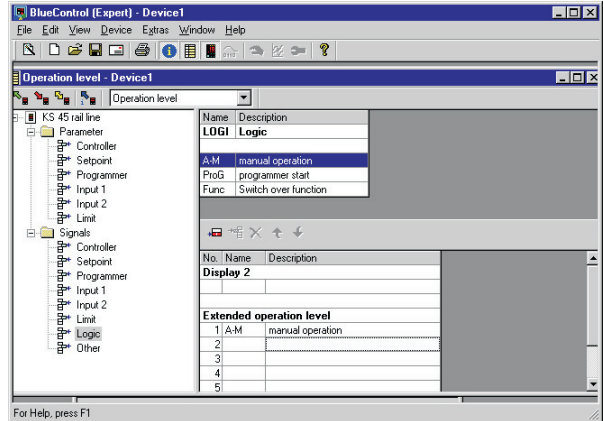 BlueControl (Expert) - Device1
File Edit View Device Extras Window Help
Operation level - Device1
Operation level
KS 45 rail line
Parameter
Controller
Setpoint
Programmer
Input 1
Input 2
Limit
Signals
Controller
Setpoint
Programmer
Input 1
Input 2
Limit
Logic
Other
Name Description
LOGI Logic
A-M manual operation
ProG programmer start
Func Switch over function
No. Name Description
Display 2
Extended operation level
1 A-M manual operation
2
3
4
5
For Help, press F1